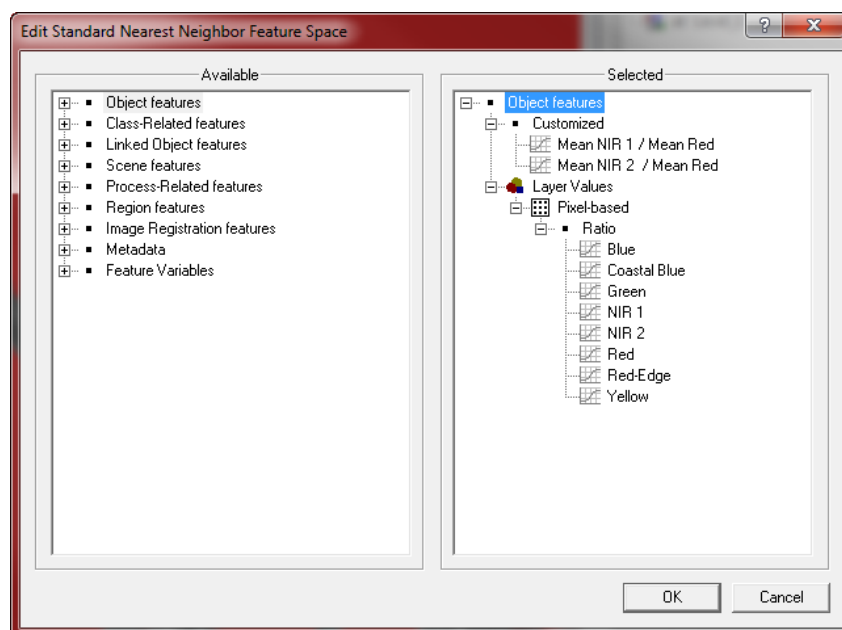 Edit Standard Nearest Neighbor Feature Space
Available
Object features
Class-Related features
Linked Object features
Scene features
Process-Related features
Region features
Image Registration features
Metadata
Feature Variables
Selected
Object features
Customized
Mean NIR 1 / Mean Red
Mean NIR 2 / Mean Red
Layer Values
Pixel-based
Ratio
Blue
Coastal Blue
Green
NIR 1
NIR 2
Red
Red-Edge
Yellow
OK
Cancel